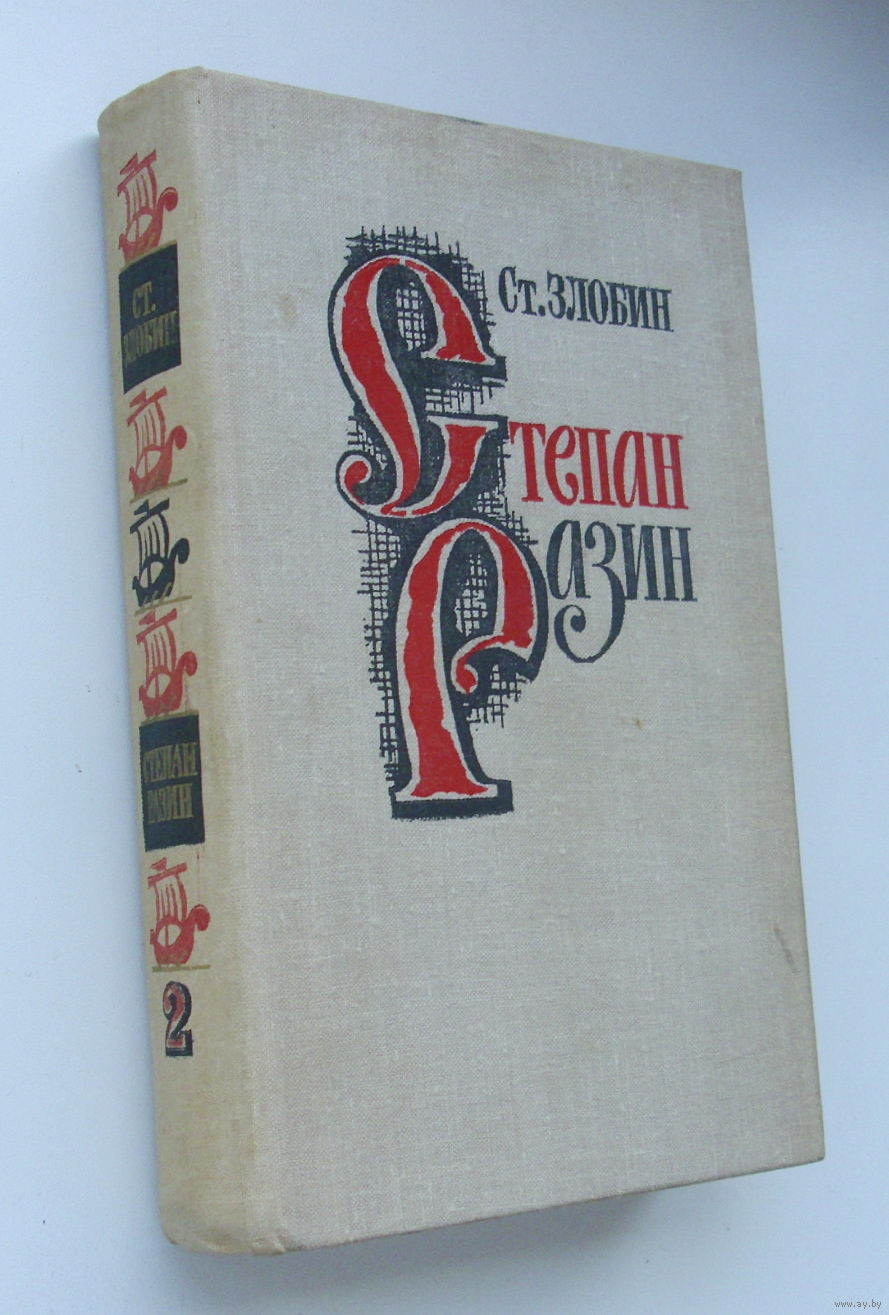 Ст. ЗЛОБИН
Степан
Разин
СТ.
ЗЛОБИН
СТЕПАН
РАЗИН
2
www.ay.by